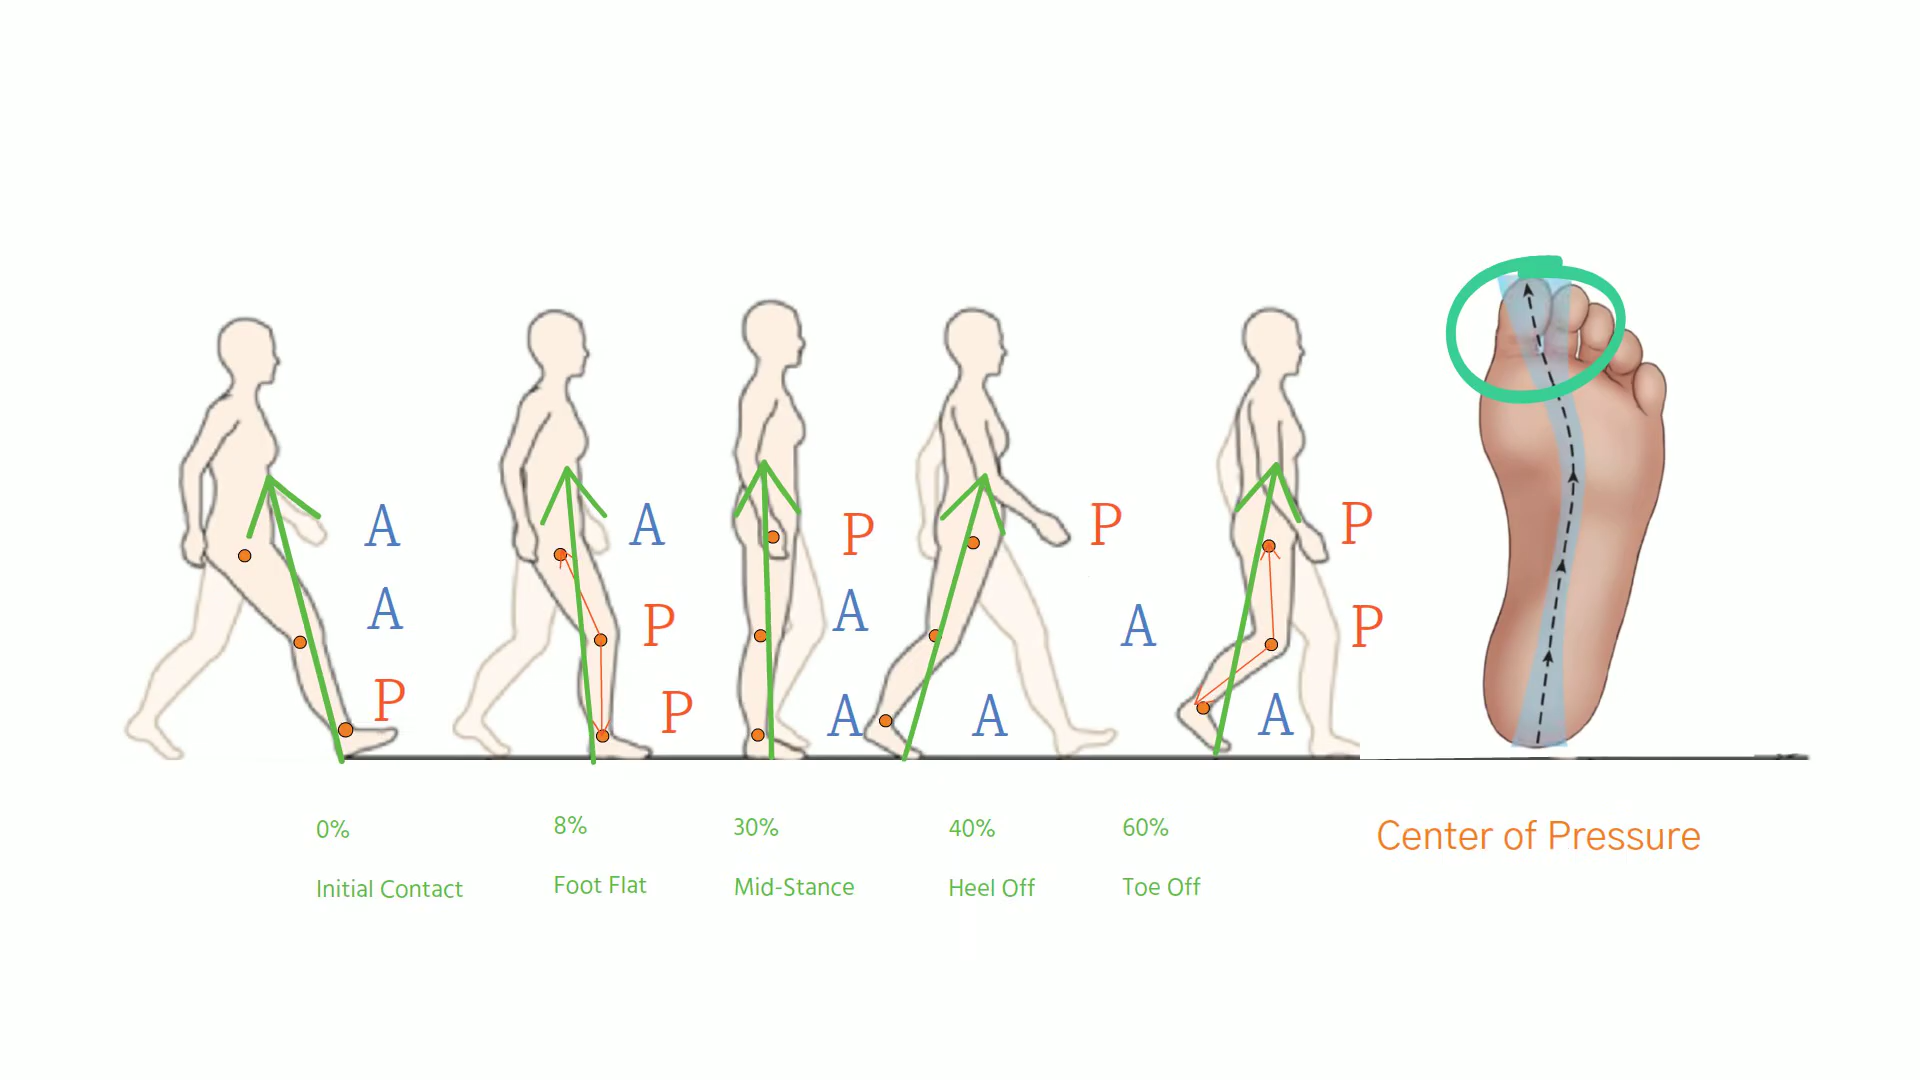 A
A
P
A
P
P
P
A
A
P
A
A
P
P
A
0%
Initial Contact
8%
Foot Flat
30%
Mid-Stance
40%
Heel Off
60%
Toe Off
Center of Pressure